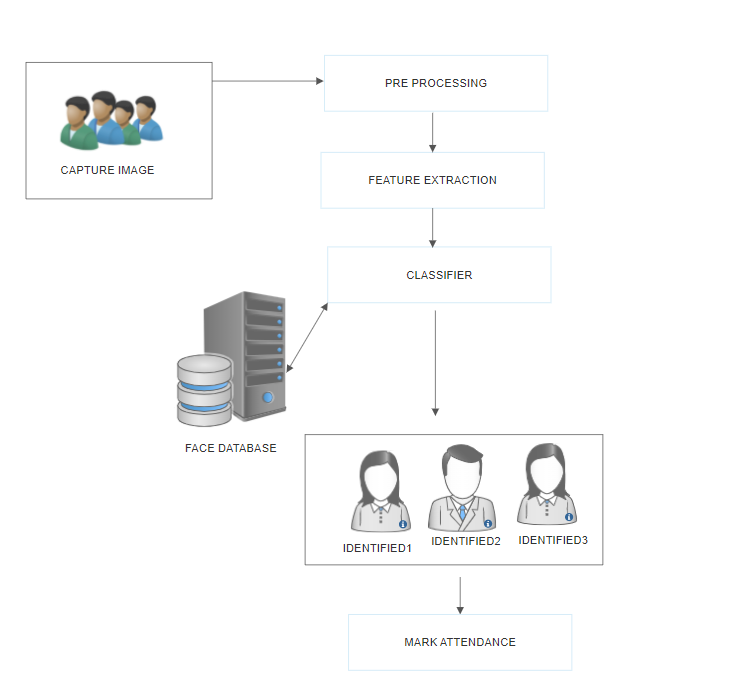 PRE PROCESSING
CAPTURE IMAGE
FEATURE EXTRACTION
CLASSIFIER
FACE DATABASE
IDENTIFIED1
IDENTIFIED2
IDENTIFIED3
MARK ATTENDANCE